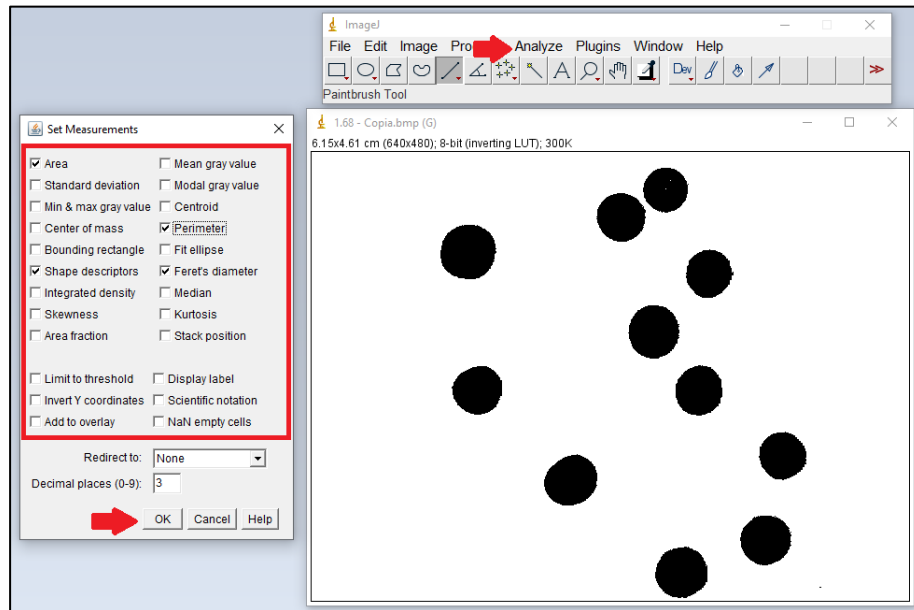 ImageJ
File Edit Image Pro Analyze Plugins Window Help
Dev
Paintbrush Tool
Set Measurements
Area
Mean gray value
Standard deviation
Modal gray value
Min & max gray value
Centroid
Center of mass
Perimeter
Bounding rectangle
Fit ellipse
Shape descriptors
Feret's diameter
Integrated density
Median
Skewness
Kurtosis
Area fraction
Stack position
Limit to threshold
Display label
Invert Y coordinates
Scientific notation
Add to overlay
NaN empty cells
Redirect to: None
Decimal places (0-9): 3
OK Cancel Help
1.68 - Copia.bmp (G)
6.15x4.61 cm (640x480); 8-bit (inverting LUT); 300K